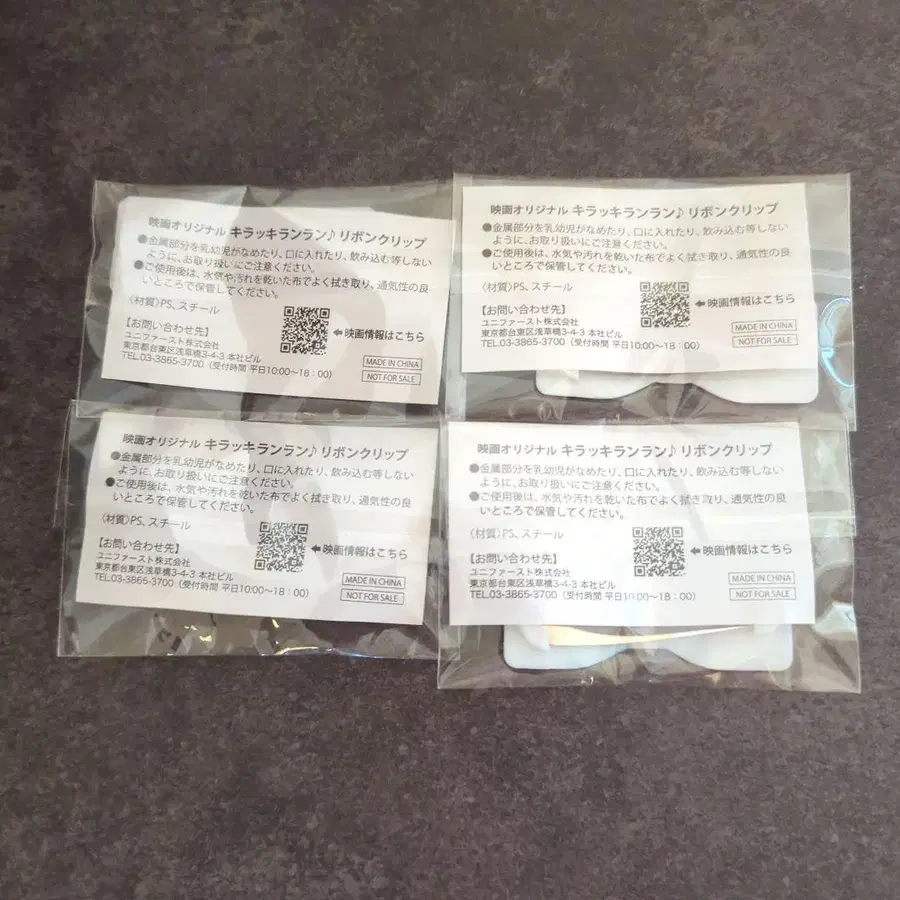 映画オリジナル キラッキランラン♪ リボンクリップ
●金属部分を乳幼児がなめたり、口に入れたり、飲み込む等しない
ように、お取り扱いにご注意ください。
●ご使用後は、水気や汚れを乾いた布でよく拭き取り、通気性の良
いところで保管してください。
〈材質〉PS、スチール
【お問い合わせ先】
ユニファースト株式会社
東京都台東区浅草橋3-4-3 本社ビル
TEL.03-3865-3700（受付時間 平日10:00～18：00）
←映画情報はこちら
MADE IN CHINA
NOT FOR SALE
映画オリジナル キラッキランラン♪ リボンクリップ
●金属部分を乳幼児がなめたり、口に入れたり、飲み込む等しない
ように、お取り扱いにご注意ください。
●ご使用後は、水気や汚れを乾いた布でよく拭き取り、通気性の良
いところで保管してください。
〈材質〉PS、スチール
【お問い合わせ先】
ユニファースト株式会社
東京都台東区浅草橋3-4-3 本社ビル
TEL.03-3865-3700（受付時間 平日10:00～18：00）
←映画情報はこちら
MADE IN CHINA
NOT FOR SALE
映画オリジナル キラッキランラン♪ リボンクリップ
●金属部分を乳幼児がなめたり、口に入れたり、飲み込む等しない
ように、お取り扱いにご注意ください。
●ご使用後は、水気や汚れを乾いた布でよく拭き取り、通気性の良
いところで保管してください。
〈材質〉PS、スチール
【お問い合わせ先】
ユニファースト株式会社
東京都台東区浅草橋3-4-3 本社ビル
TEL.03-3865-3700（受付時間 平日10:00～18：00）
←映画情報はこちら
MADE IN CHINA
NOT FOR SALE
映画オリジナル キラッキランラン♪ リボンクリップ
●金属部分を乳幼児がなめたり、口に入れたり、飲み込む等しない
ように、お取り扱いにご注意ください。
●ご使用後は、水気や汚れを乾いた布でよく拭き取り、通気性の良
いところで保管してください。
〈材質〉PS、スチール
【お問い合わせ先】
ユニファースト株式会社
東京都台東区浅草橋3-4-3 本社ビル
TEL.03-3865-3700（受付時間 平日10:00～18：00）
←映画情報はこちら
MADE IN CHINA
NOT FOR SALE